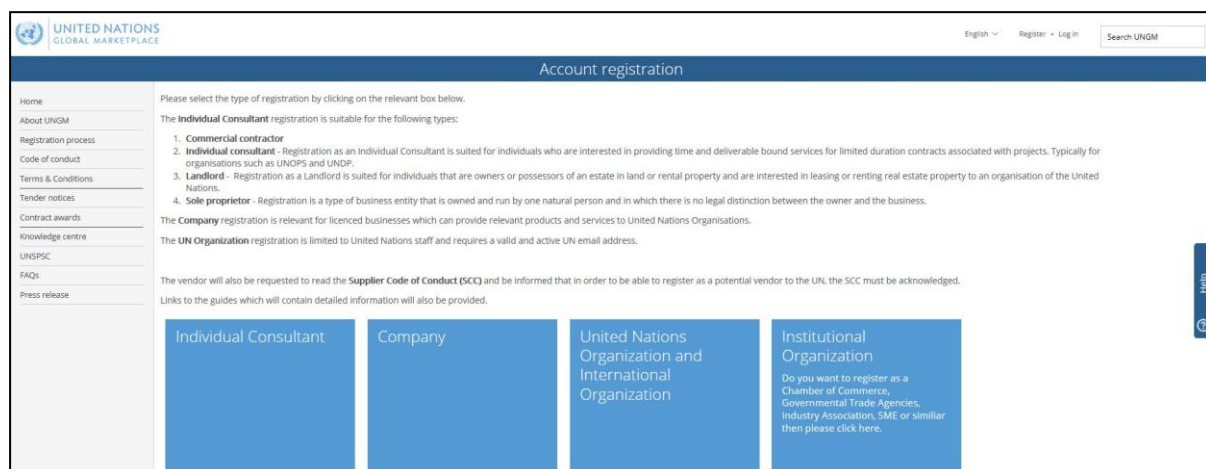 UNITED NATIONS
GLOBAL MARKETPLACE
English
Register • Log in
Search UNGM
Account registration
Home
About UNGM
Registration process
Code of conduct
Terms & Conditions
Tender notices
Contract awards
Knowledge centre
UNSPSC
FAQs
Press release
Please select the type of registration by clicking on the relevant box below.
The Individual Consultant registration is suitable for the following types:
1. Commercial contractor
2. Individual consultant - Registration as an Individual Consultant is suited for individuals who are interested in providing time and deliverable bound services for limited duration contracts associated with projects. Typically for
organisations such as UNOPS and UNDP.
3. Landlord - Registration as a Landlord is suited for individuals that are owners or possessors of an estate in land or rental property and are interested in leasing or renting real estate property to an organisation of the United
Nations.
4. Sole proprietor - Registration is a type of business entity that is owned and run by one natural person and in which there is no legal distinction between the owner and the business.
The Company registration is relevant for licenced businesses which can provide relevant products and services to United Nations Organisations.
The UN Organization registration is limited to United Nations staff and requires a valid and active UN email address.
The vendor will also be requested to read the Supplier Code of Conduct (SCC) and be informed that in order to be able to register as a potential vendor to the UN, the SCC must be acknowledged.
Links to the guides which will contain detailed information will also be provided.
Help
Individual Consultant
Company
United Nations
Organization and
International
Organization
Institutional
Organization
Do you want to register as a
Chamber of Commerce,
Governmental Trade Agencies,
Industry Association, SME or similiar
then please click here.